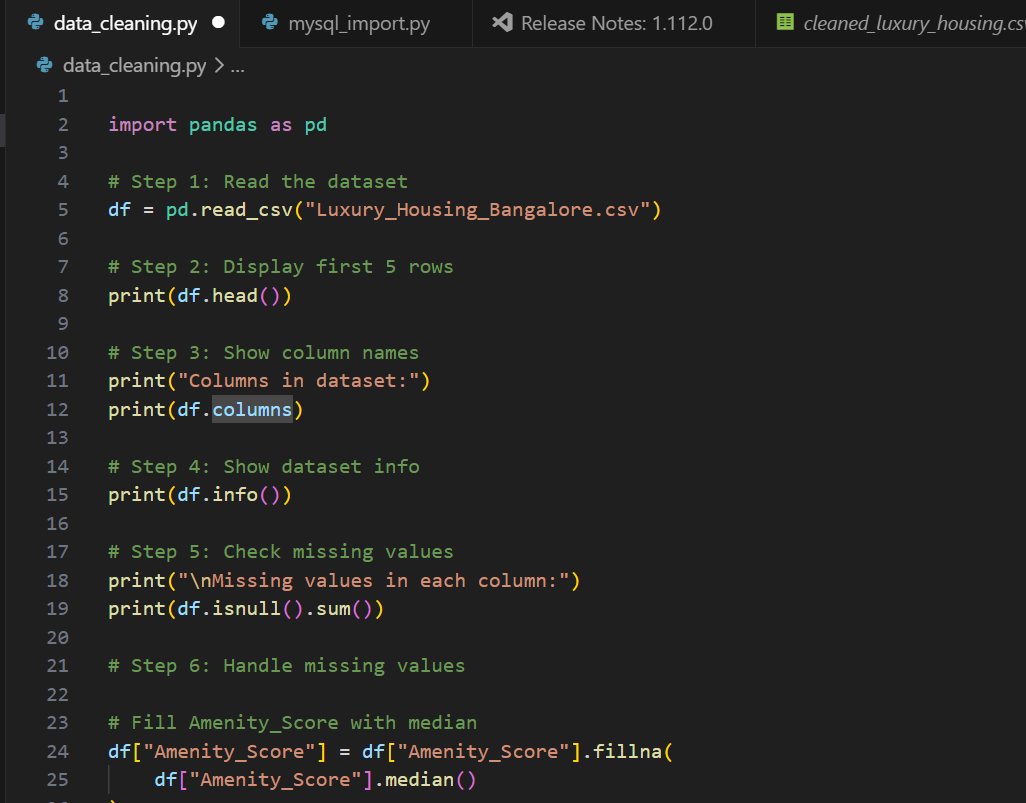 data_cleaning.py
mysql_import.py
Release Notes: 1.112.0
cleaned_luxury_housing.csv
data_cleaning.py > ...
1
2 import pandas as pd
3
4 # Step 1: Read the dataset
5 df = pd.read_csv("Luxury_Housing_Bangalore.csv")
6
7 # Step 2: Display first 5 rows
8 print(df.head())
9
10 # Step 3: Show column names
11 print("Columns in dataset:")
12 print(df.columns)
13
14 # Step 4: Show dataset info
15 print(df.info())
16
17 # Step 5: Check missing values
18 print("\nMissing values in each column:")
19 print(df.isnull().sum())
20
21 # Step 6: Handle missing values
22
23 # Fill Amenity_Score with median
24 df["Amenity_Score"] = df["Amenity_Score"].fillna(
25 df["Amenity_Score"].median()